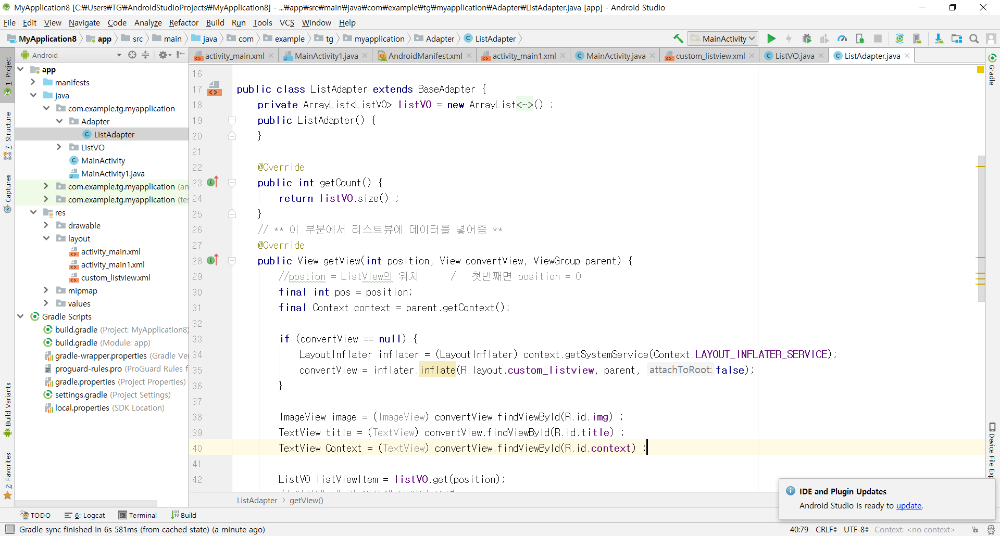 MyApplication8 [C:₩Users₩TG₩AndroidStudioProjects₩MyApplication8] - ...₩app₩src₩main₩java₩com₩example₩tg₩myapplication₩Adapter₩ListAdapter.java [app] - Android Studio
File Edit View Navigate Code Analyze Refactor Build Run Tools VCS Window Help
MyApplication8 app src main java com example tg myapplication Adapter ListAdapter MainActivity
Android
activity_main.xml MainActivity1.java AndroidManifest.xml activity_main1.xml MainActivity.java custom_listview.xml ListVO.java ListAdapter.java
1: Project
7: Structure
Captures
Build Variants
2: Favorites
app
manifests
java
com.example.tg.myapplication
Adapter
ListAdapter
ListVO
MainActivity
MainActivity1.java
com.example.tg.myapplication (an
com.example.tg.myapplication (tes
res
drawable
layout
activity_main.xml
activity_main1.xml
custom_listview.xml
mipmap
values
Gradle Scripts
build.gradle (Project: MyApplication8)
build.gradle (Module: app)
gradle-wrapper.properties (Gradle Ver
proguard-rules.pro (ProGuard Rules f
gradle.properties (Project Properties)
settings.gradle (Project Settings)
local.properties (SDK Location)
16
17 public class ListAdapter extends BaseAdapter {
18 private ArrayList<ListVO> listVO = new ArrayList<~>() ;
19 public ListAdapter() {
20 }
21
22 @Override
23 public int getCount() {
24 return listVO.size() ;
25 }
26 // ** 이 부분에서 리스트뷰에 데이터를 넣어줌 **
27 @Override
28 public View getView(int position, View convertView, ViewGroup parent) {
29 //postion = ListView의 위치 / 첫번째면 position = 0
30 final int pos = position;
31 final Context context = parent.getContext();
32
33 if (convertView == null) {
34 LayoutInflater inflater = (LayoutInflater) context.getSystemService(Context.LAYOUT_INFLATER_SERVICE);
35 convertView = inflater.inflate(R.layout.custom_listview, parent, attachToRoot: false);
36 }
37
38 ImageView image = (ImageView) convertView.findViewById(R.id.img) ;
39 TextView title = (TextView) convertView.findViewById(R.id.title) ;
40 TextView Context = (TextView) convertView.findViewById(R.id.context) ;
41
42 ListVO listViewItem = listVO.get(position);
ListAdapter › getView()
Gradle
Device File Exp
IDE and Plugin Updates
Android Studio is ready to update.
TODO 6: Logcat Terminal Build
Gradle sync finished in 6s 581ms (from cached state) (a minute ago)
40:79 CRLF UTF-8 Context: <no context>